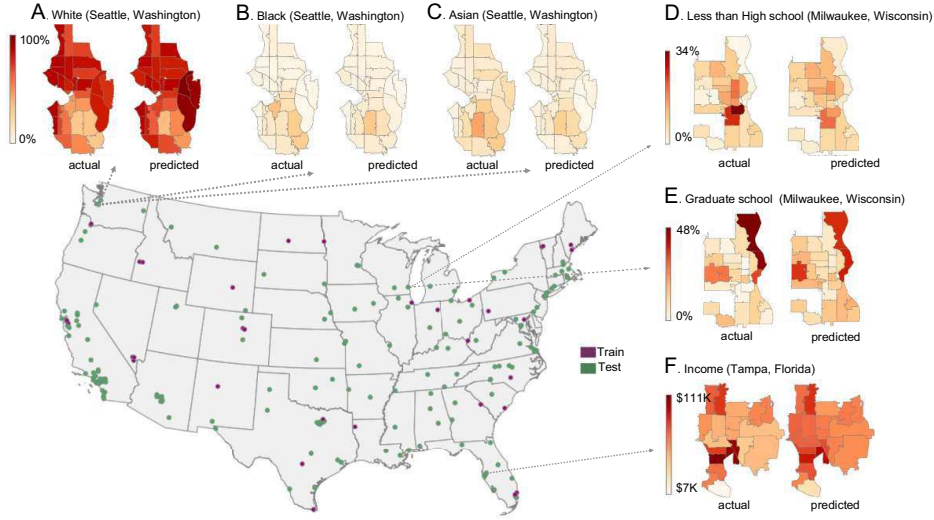 A. White (Seattle, Washington)
100%
0%
actual
predicted
B. Black (Seattle, Washington)
actual
predicted
C. Asian (Seattle, Washington)
actual
predicted
D. Less than High school (Milwaukee, Wisconsin)
34%
0%
actual
predicted
E. Graduate school (Milwaukee, Wisconsin)
48%
0%
actual
predicted
Train
Test
F. Income (Tampa, Florida)
$111K
$7K
actual
predicted